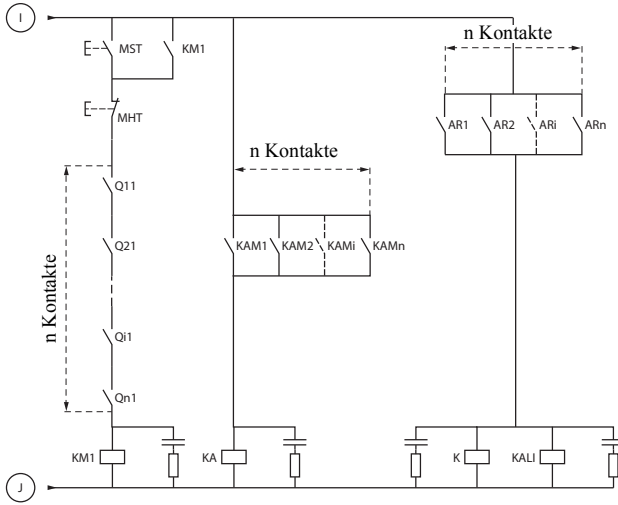 I
MST
KM1
n Kontakte
MHT
AR1
AR2
ARi
ARn
n Kontakte
Q11
n Kontakte
Q21
KAM1
KAM2
KAMi
KAMn
Qi1
Qn1
KM1
KA
K
KALI
J